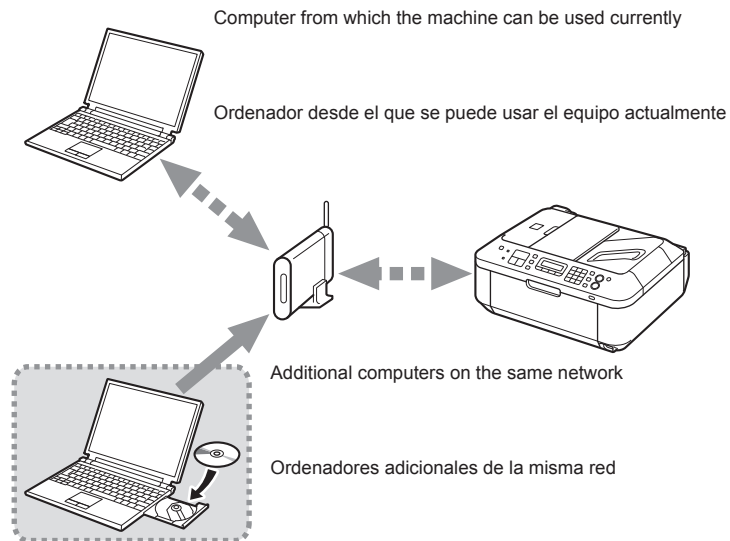 Computer from which the machine can be used currently
Ordenador desde el que se puede usar el equipo actualmente
Additional computers on the same network
Ordenadores adicionales de la misma red